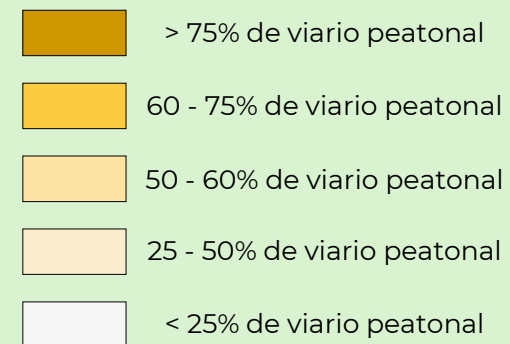 > 75% de viario peatonal
60 - 75% de viario peatonal
50 - 60% de viario peatonal
25 - 50% de viario peatonal
< 25% de viario peatonal